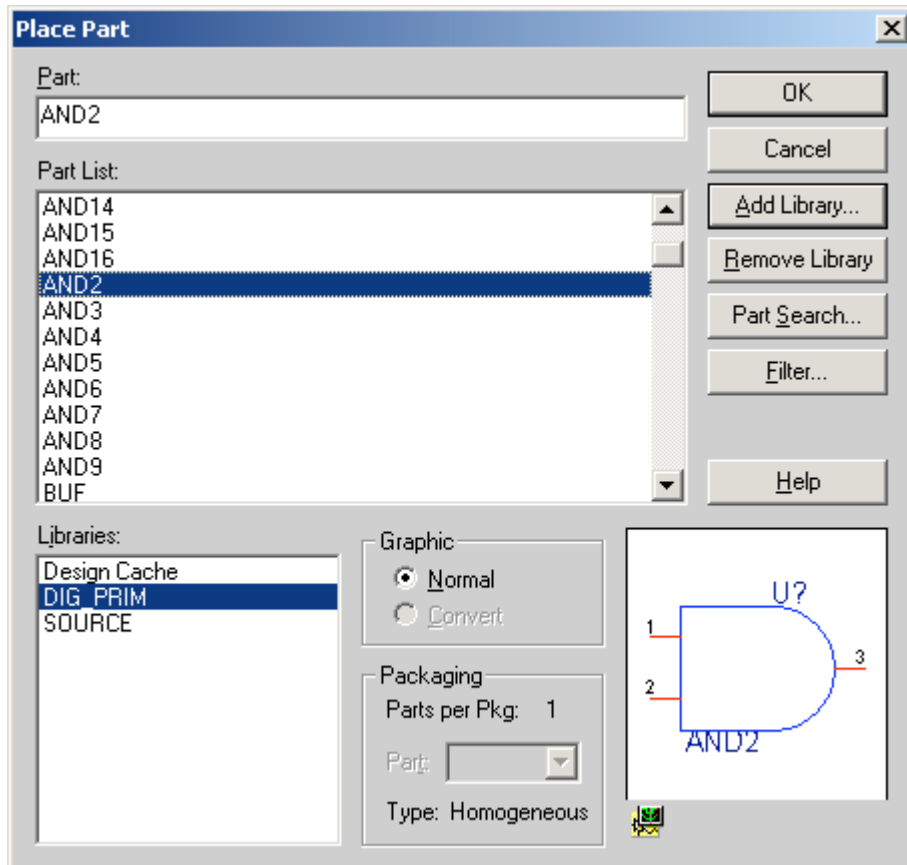 Place Part
Part:
AND2
OK
Cancel
Part List:
AND14
AND15
AND16
AND2
AND3
AND4
AND5
AND6
AND7
AND8
AND9
BUF
Add Library...
Remove Library
Part Search...
Filter...
Help
Libraries:
Design Cache
DIG_PRIM
SOURCE
Graphic
Normal
Convert
Packaging
Parts per Pkg: 1
Part:
Type: Homogeneous
U?
1
2
3
AND2